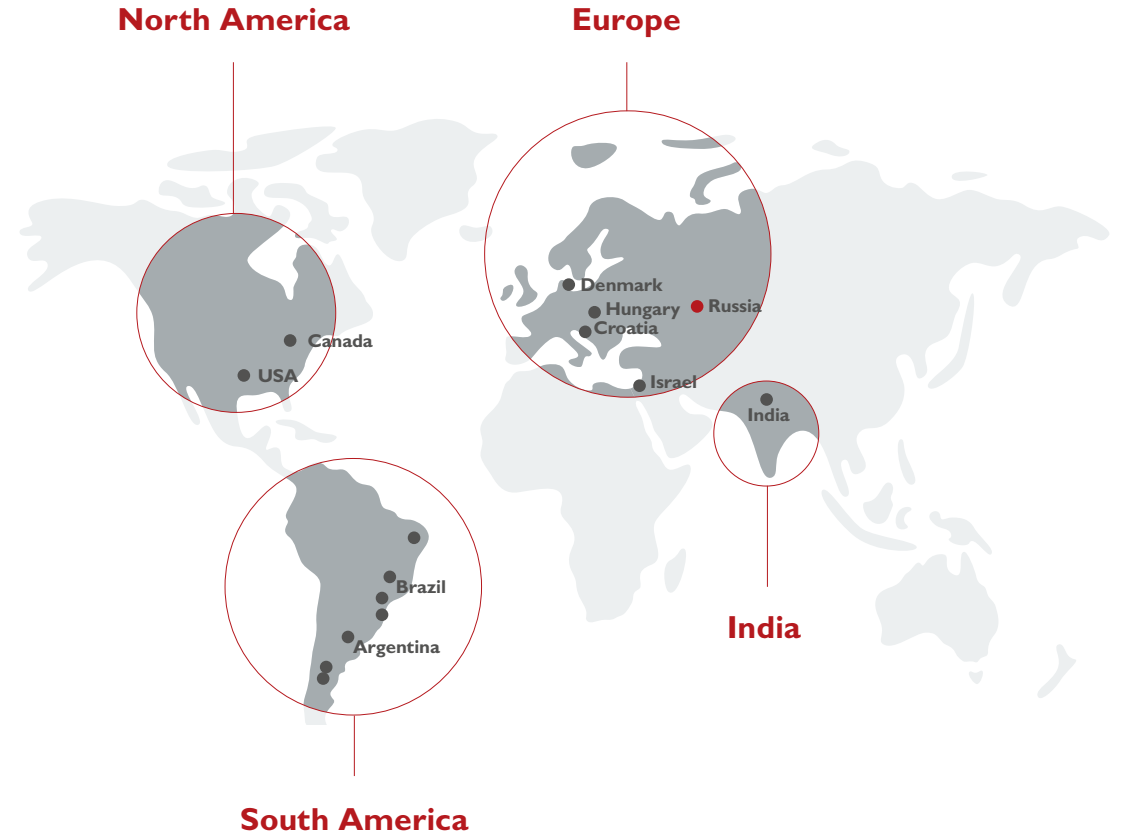 North America
Europe
Denmark
Hungary
Russia
Croatia
Canada
USA
Israel
India
Brazil
India
Argentina
South America